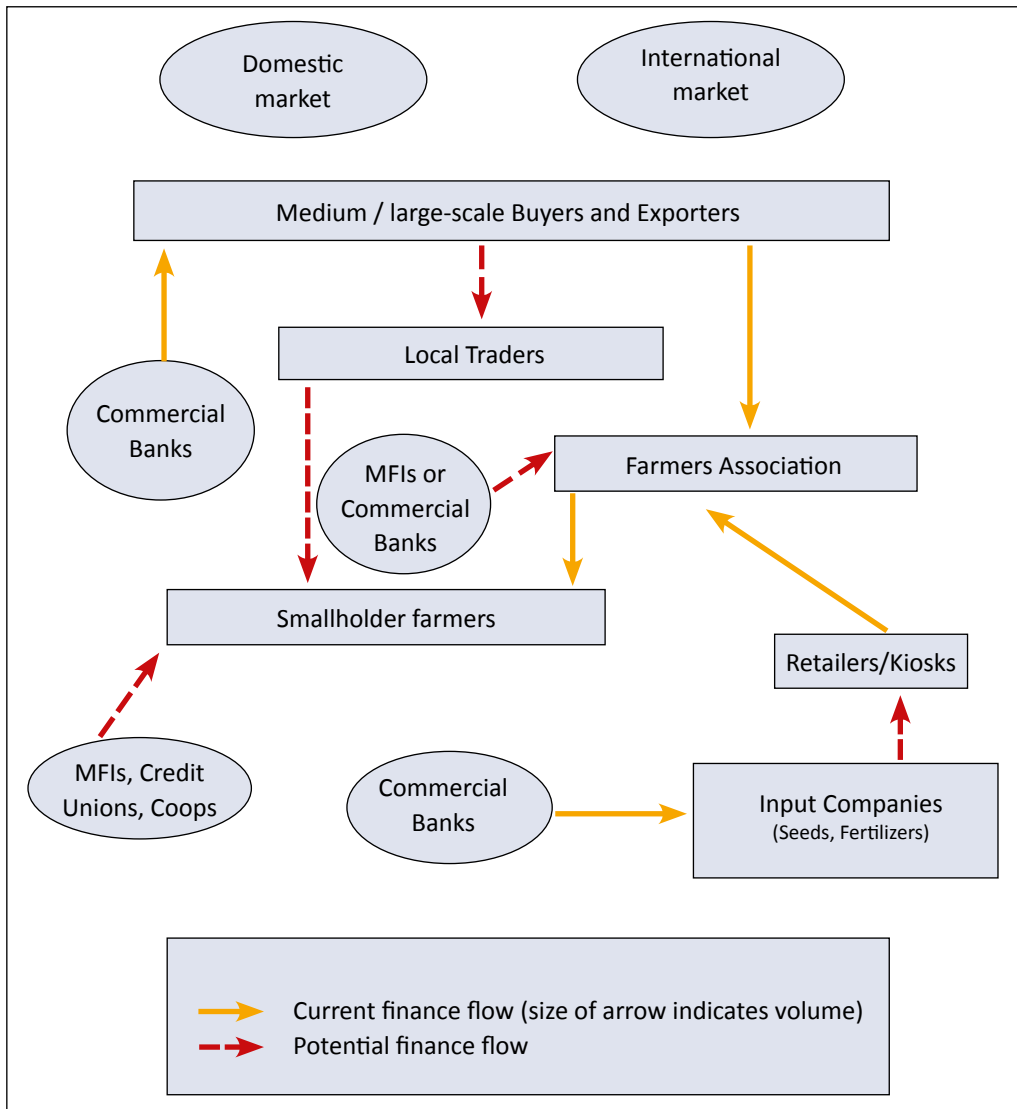 Domestic
market
International
market
Medium / large-scale Buyers and Exporters
Local Traders
Commercial
Banks
MFIs or
Commercial
Banks
Farmers Association
Smallholder farmers
Retailers/Kiosks
MFIs, Credit
Unions, Coops
Commercial
Banks
Input Companies
(Seeds, Fertilizers)
Current finance flow (size of arrow indicates volume)
Potential finance flow